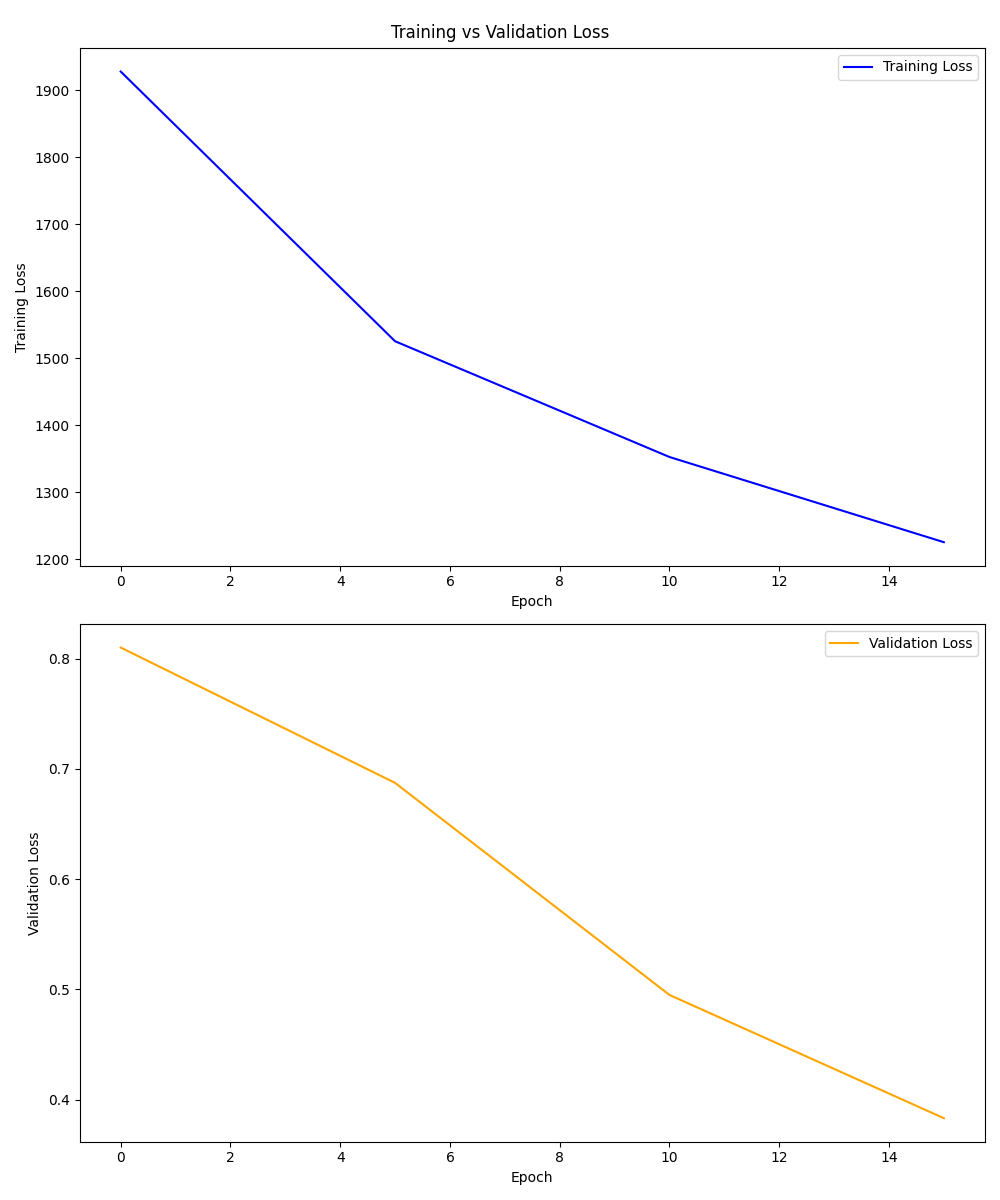 Training vs Validation Loss
Training Loss
1900
1800
1700
1600
1500
1400
1300
1200
Training Loss
0 2 4 6 8 10 12 14
Epoch
Validation Loss
0.8
0.7
0.6
0.5
0.4
Validation Loss
0 2 4 6 8 10 12 14
Epoch